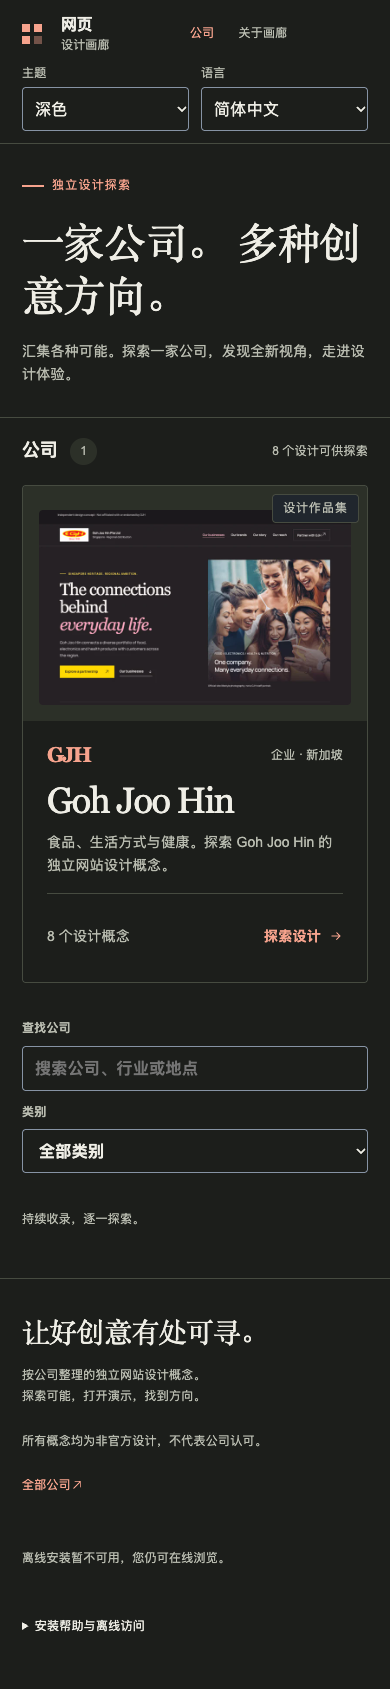 网页
设计画廊
公司
关于画廊
主题
语言
深色
简体中文
独立设计探索
一家公司。 多种创
意方向。
汇集各种可能。探索一家公司，发现全新视角，走进设
计体验。
公司 1
8 个设计可供探索
设计作品集
The connections
behind
everyday life.
One company.
Many everyday connections.
GJH
企业 · 新加坡
Goh Joo Hin
食品、生活方式与健康。探索 Goh Joo Hin 的
独立网站设计概念。
8 个设计概念
探索设计 →
查找公司
搜索公司、行业或地点
类别
全部类别
持续收录，逐一探索。
让好创意有处可寻。
按公司整理的独立网站设计概念。
探索可能，打开演示，找到方向。
所有概念均为非官方设计，不代表公司认可。
全部公司↗
离线安装暂不可用，您仍可在线浏览。
▶ 安装帮助与离线访问